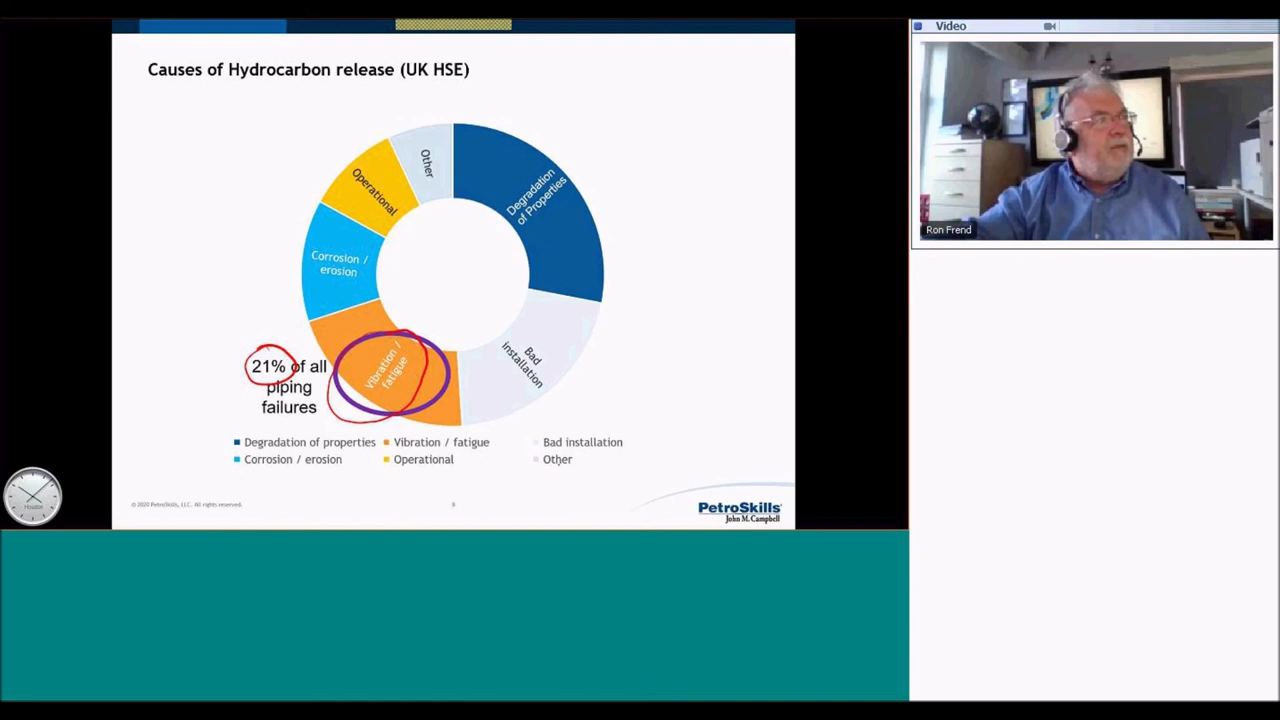 Causes of Hydrocarbon release (UK HSE)
Other
Operational
Degradation
of Properties
Corrosion /
erosion
Vibration /
fatigue
Bad
installation
21% of all
piping
failures
Degradation of properties
Vibration / fatigue
Bad installation
Corrosion / erosion
Operational
Other
© 2020 PetroSkills, LLC. All rights reserved.
PetroSkills
John M. Campbell
Houston
Video
Ron Frend